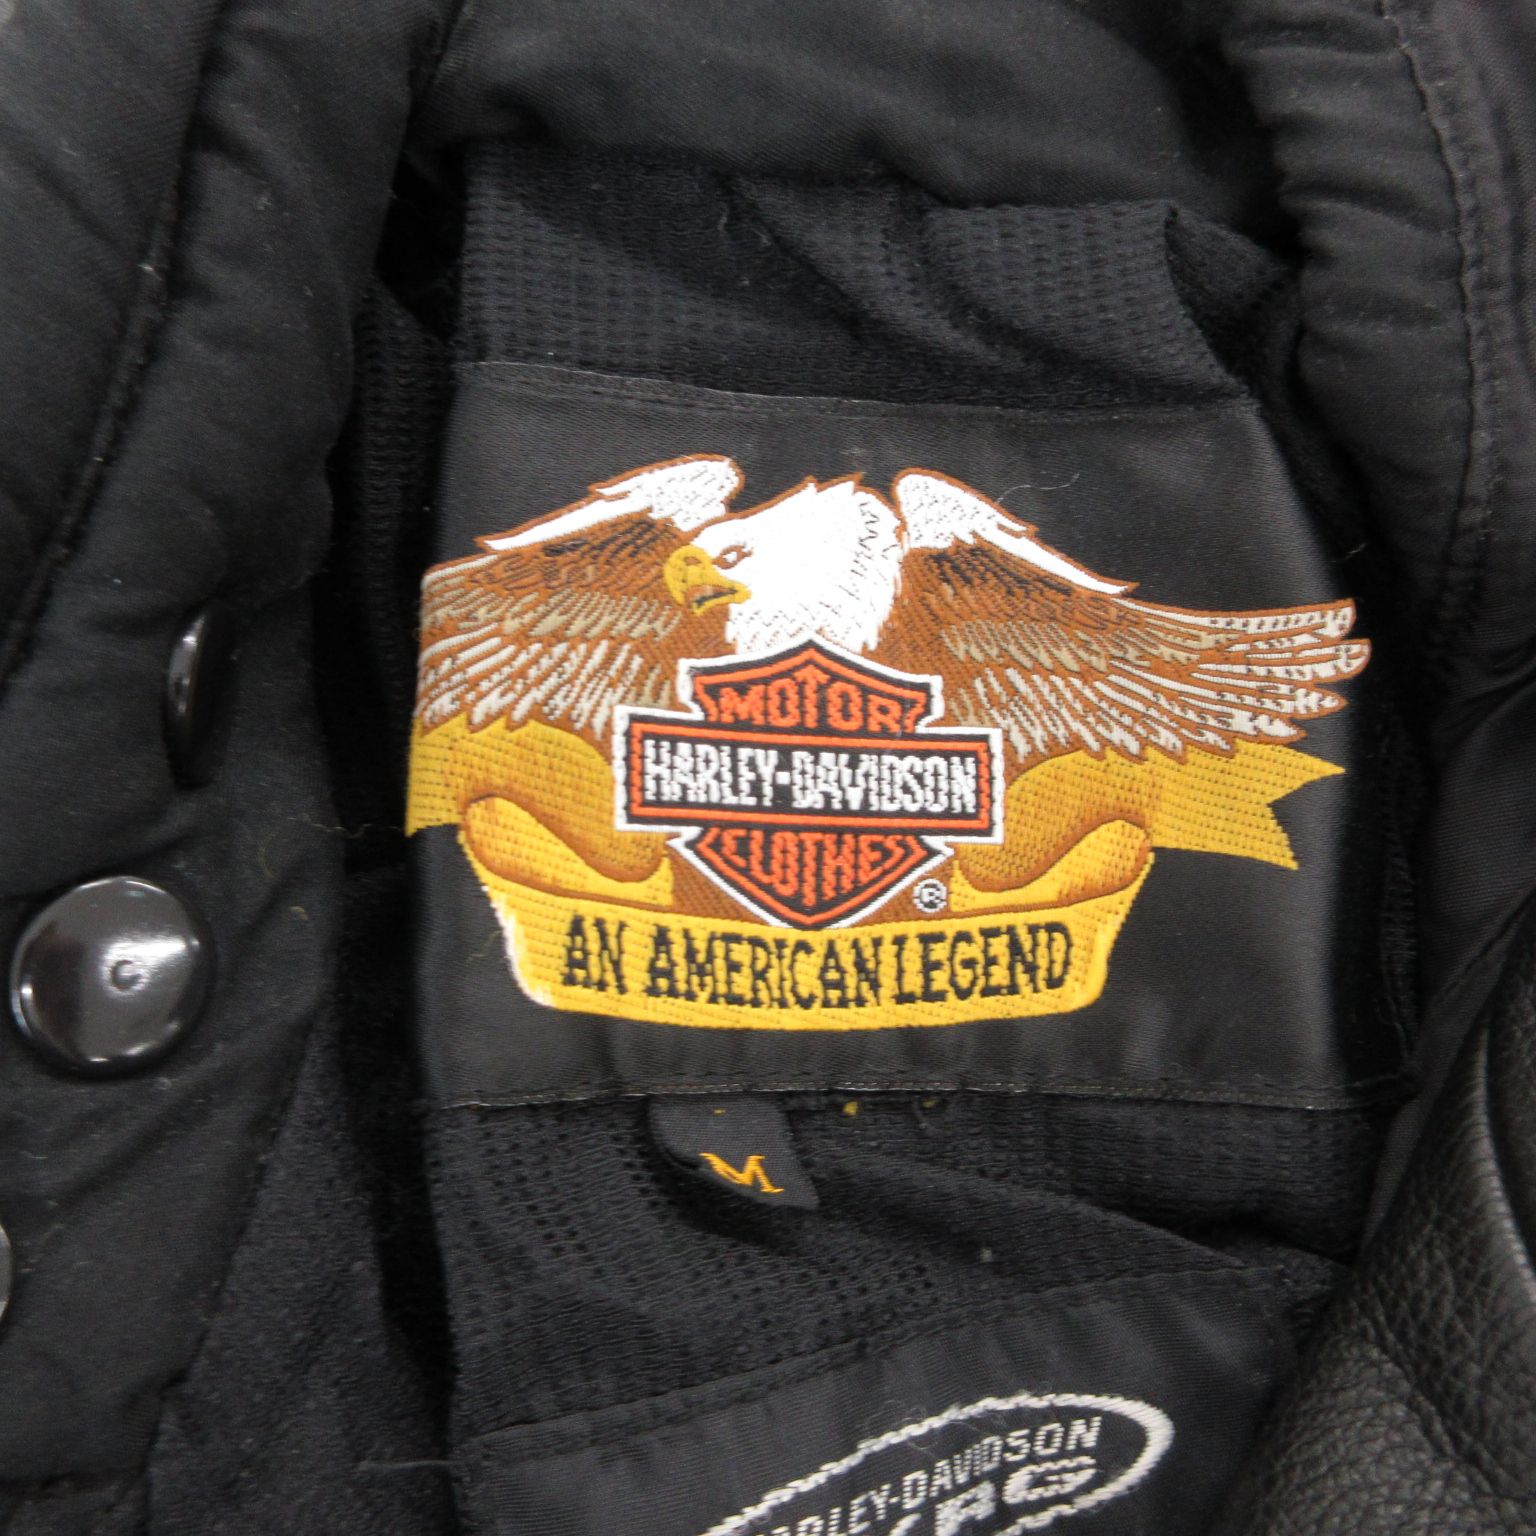 MOTOR
HARLEY-DAVIDSON
CLOTHES
®
AN AMERICAN LEGEND
M
HARLEY-DAVIDSON